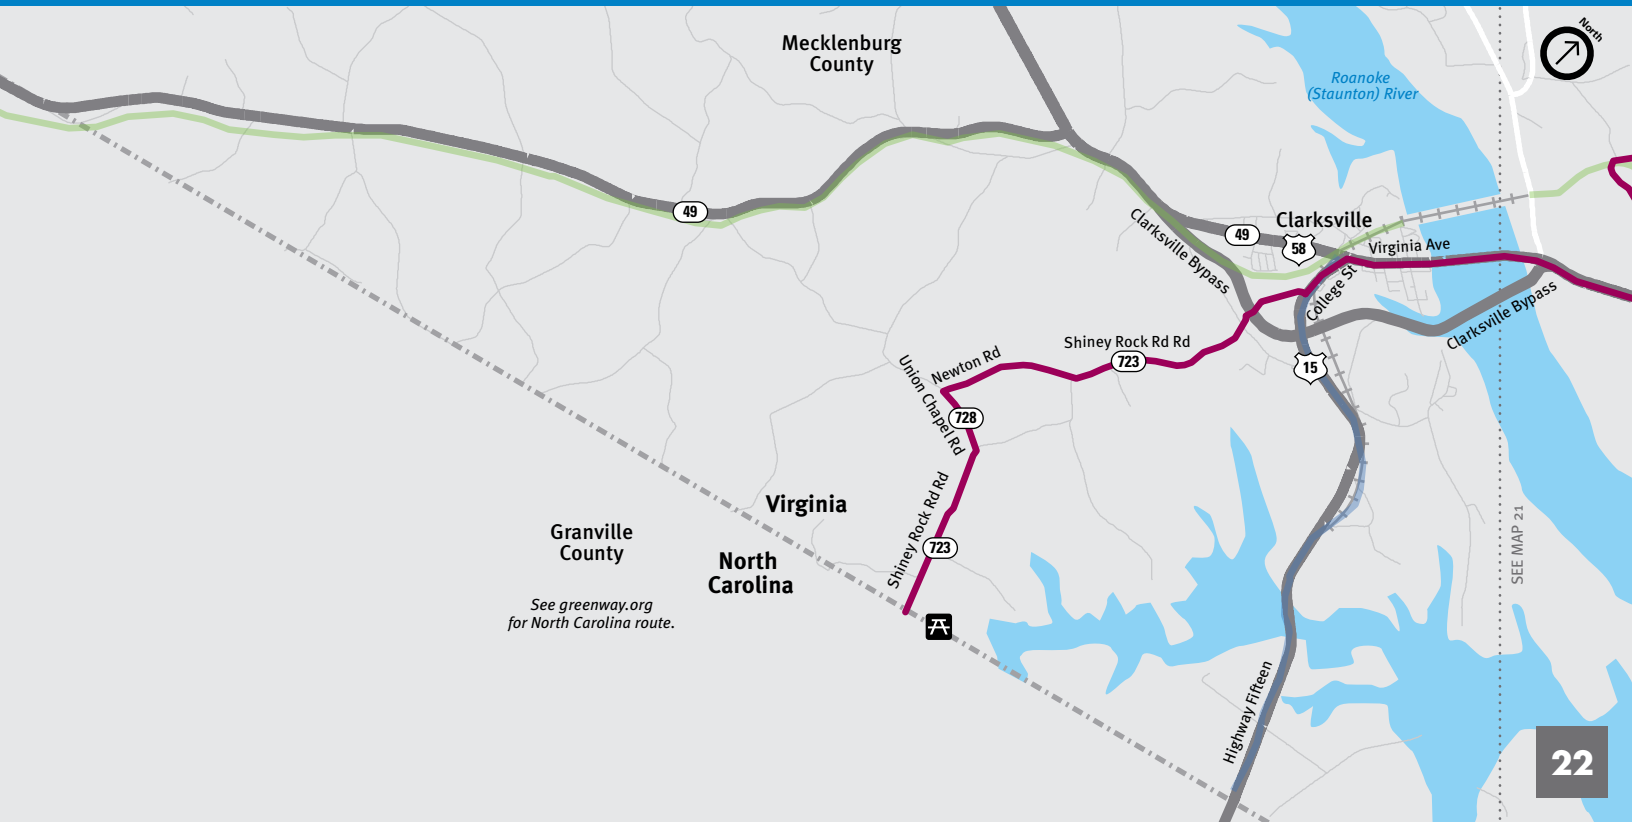 North
Mecklenburg
County
Roanoke
(Staunton) River
49
Clarksville Bypass
49
58
Clarksville
Virginia Ave
College St
Clarksville Bypass
Shiney Rock Rd Rd
723
Newton Rd
Union Chapel Rd
728
15
Shiney Rock Rd Rd
723
Virginia
North
Carolina
Granville
County
See greenway.org
for North Carolina route.
SEE MAP 21
Highway Fifteen
22